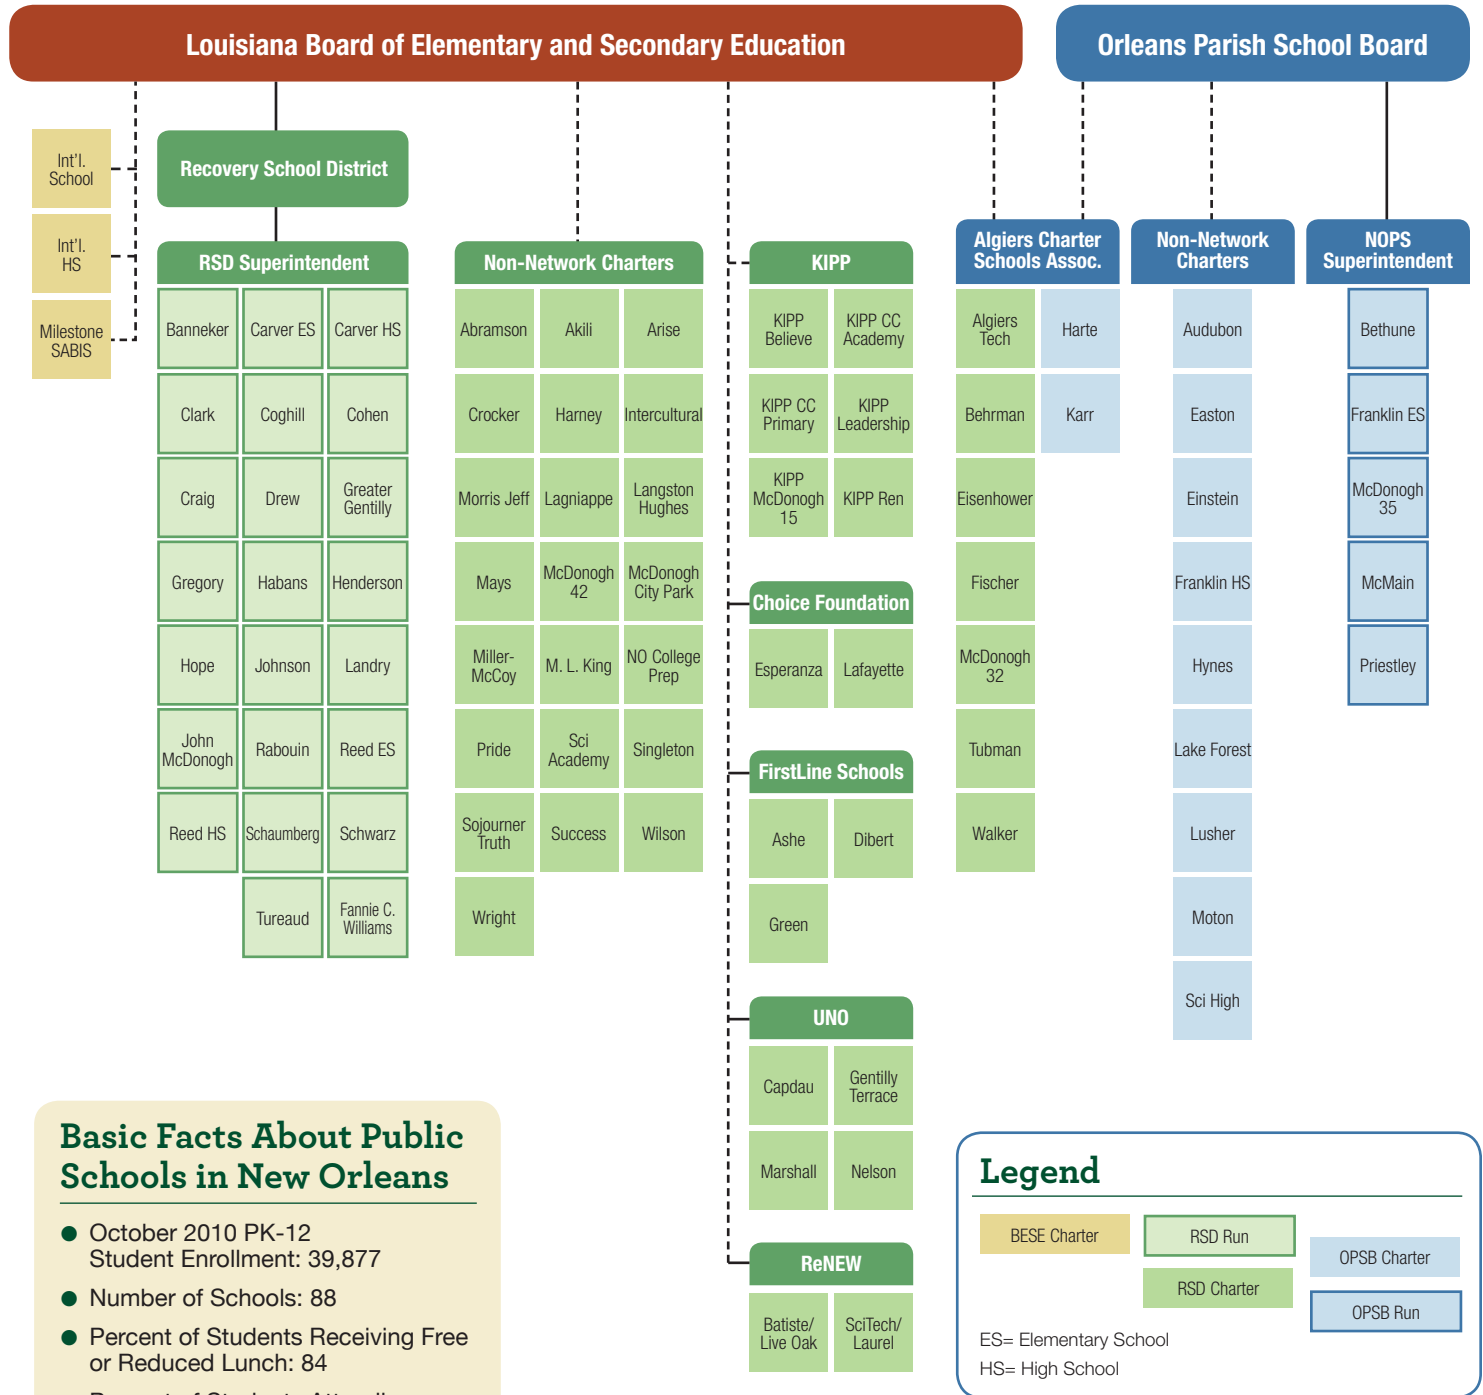 Louisiana Board of Elementary and Secondary Education
Orleans Parish School Board
Int'l.
School
Int'l.
HS
Milestone
SABIS
Recovery School District
RSD Superintendent
Banneker
Carver ES
Carver HS
Clark
Coghill
Cohen
Craig
Drew
Greater
Gentilly
Gregory
Habans
Henderson
Hope
Johnson
Landry
John
McDonogh
Rabouin
Reed ES
Reed HS
Schaumberg
Schwarz
Tureaud
Fannie C.
Williams
Non-Network Charters
Abramson
Akili
Arise
Crocker
Harney
Intercultural
Morris Jeff
Lagniappe
Langston
Hughes
Mays
McDonogh
42
McDonogh
City Park
Miller-
McCoy
M. L. King
NO College
Prep
Pride
Sci
Academy
Singleton
Sojourner
Truth
Success
Wilson
Wright
KIPP
KIPP
Believe
KIPP CC
Academy
KIPP CC
Primary
KIPP
Leadership
KIPP
McDonogh
15
KIPP Ren
Choice Foundation
Esperanza
Lafayette
FirstLine Schools
Ashe
Dibert
Green
UNO
Capdau
Gentilly
Terrace
Marshall
Nelson
ReNEW
Batiste/
Live Oak
SciTech/
Laurel
Algiers Charter
Schools Assoc.
Algiers
Tech
Harte
Behrman
Karr
Eisenhower
Fischer
McDonogh
32
Tubman
Walker
Non-Network
Charters
Audubon
Easton
Einstein
Franklin HS
Hynes
Lake Forest
Lusher
Moton
Sci High
NOPS
Superintendent
Bethune
Franklin ES
McDonogh
35
McMain
Priestley
Basic Facts About Public
Schools in New Orleans
● October 2010 PK-12
Student Enrollment: 39,877
● Number of Schools: 88
● Percent of Students Receiving Free
or Reduced Lunch: 84
Legend
BESE Charter
RSD Run
RSD Charter
OPSB Charter
OPSB Run
ES= Elementary School
HS= High School